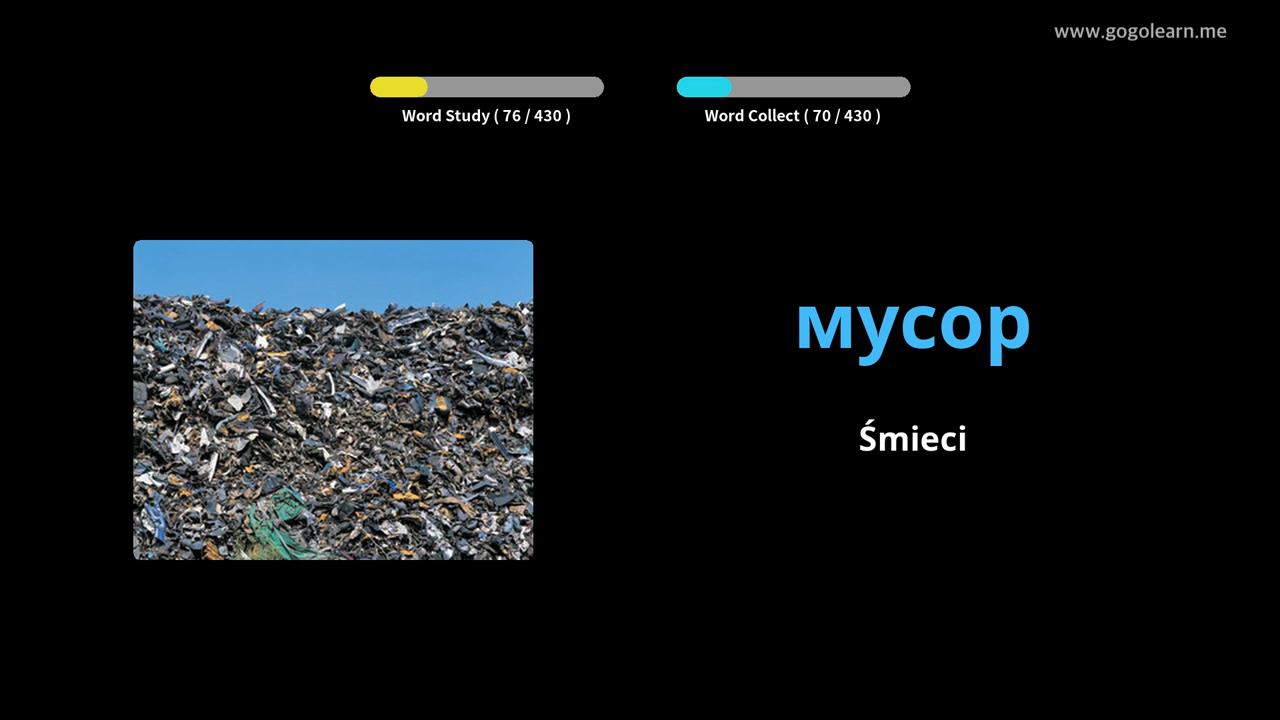 www.gogolearn.me
Word Study ( 76 / 430 )
Word Collect ( 70 / 430 )
мусор
Śmieci